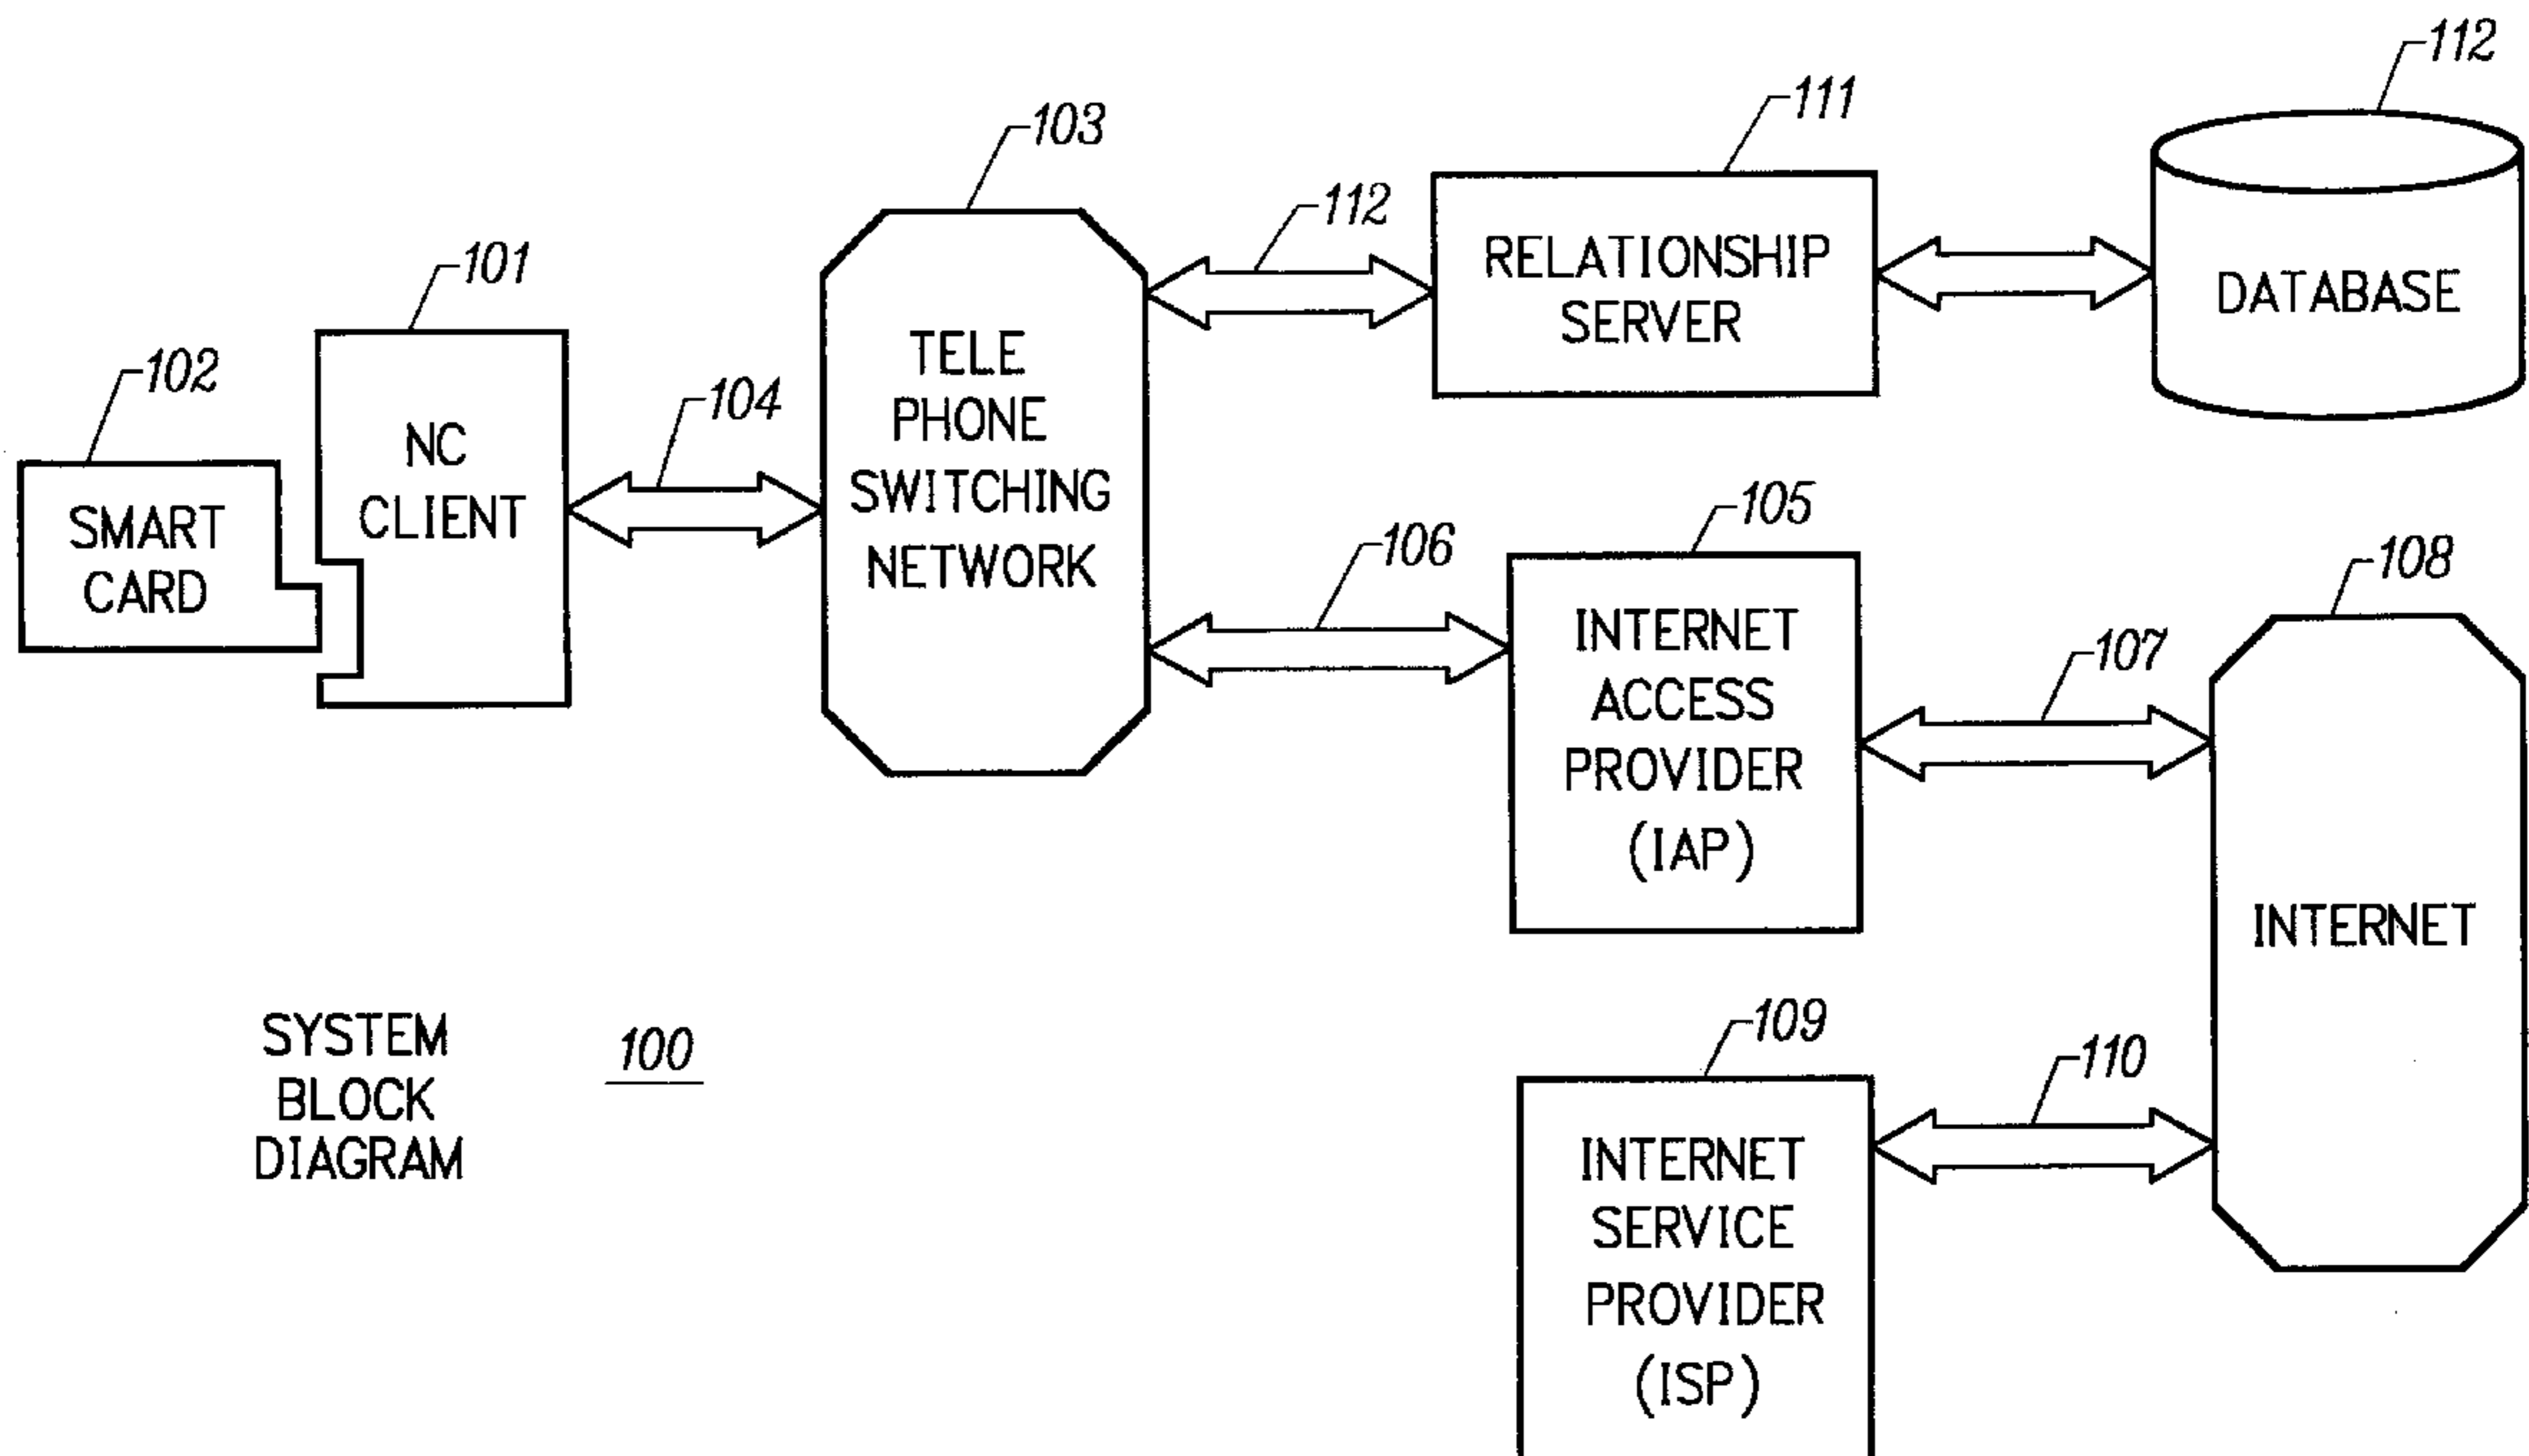 102
SMART
CARD
101
NC
CLIENT
104
103
TELE
PHONE
SWITCHING
NETWORK
112
111
RELATIONSHIP
SERVER
112
DATABASE
106
105
INTERNET
ACCESS
PROVIDER
(IAP)
107
108
INTERNET
109
INTERNET
SERVICE
PROVIDER
(ISP)
110
SYSTEM
BLOCK
DIAGRAM
100